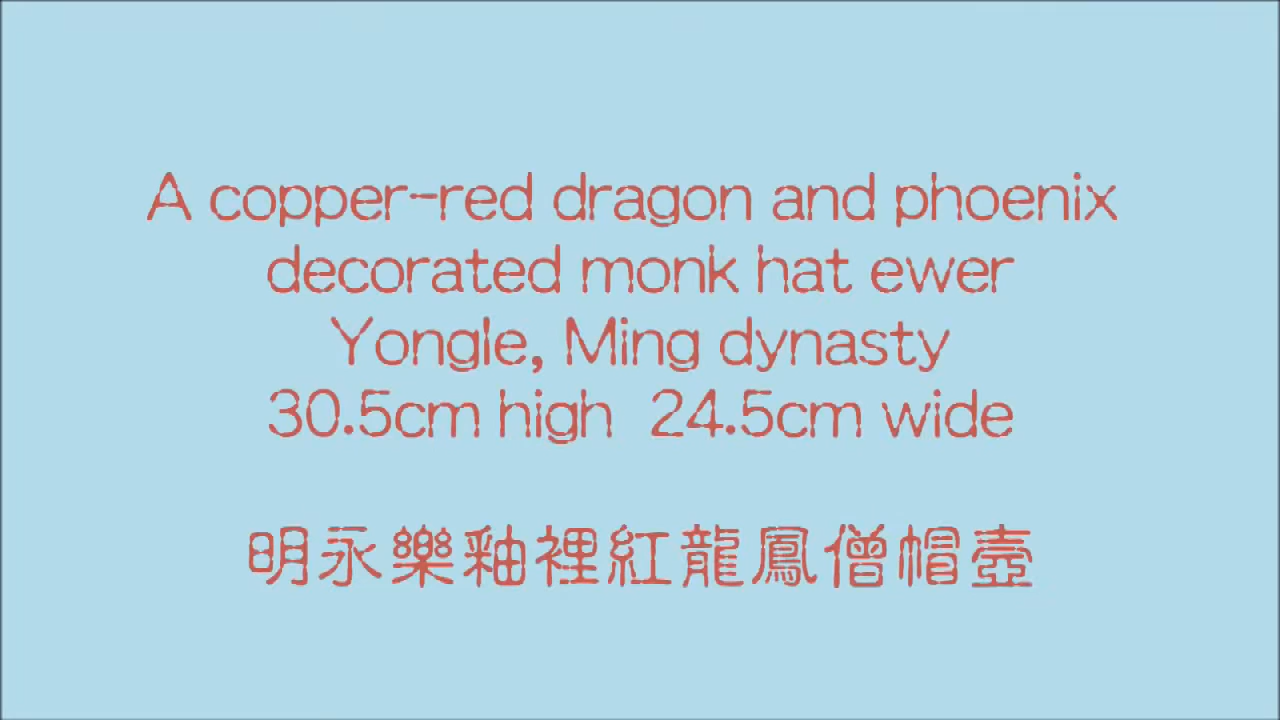 A copper-red dragon and phoenix
decorated monk hat ewer
Yongle, Ming dynasty
30.5cm high  24.5cm wide
明永樂釉裡紅龍鳳僧帽壺